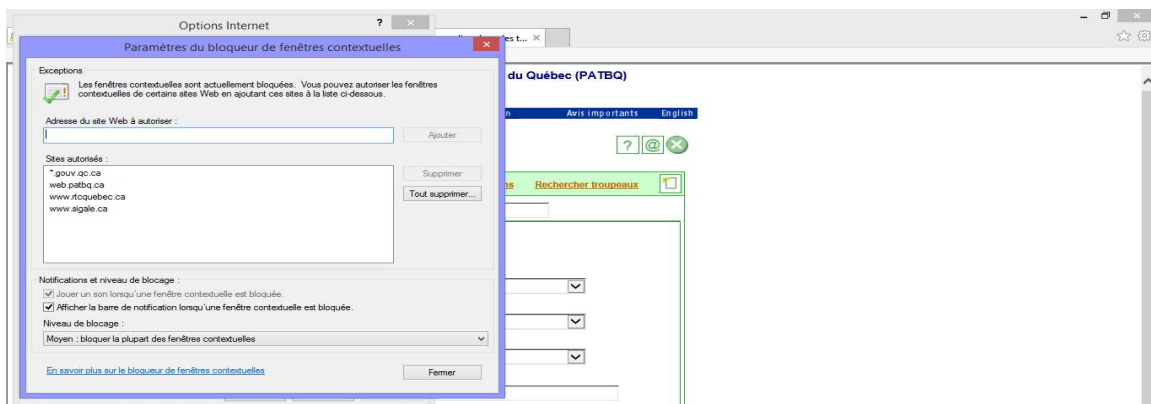 Options Internet
?
es t...
Paramètres du bloqueur de fenêtres contextuelles
Exceptions
Les fenêtres contextuelles sont actuellement bloquées. Vous pouvez autoriser les fenêtres
contextuelles de certains sites Web en ajoutant ces sites à la liste ci-dessous.
Adresse du site Web à autoriser :
Ajouter
Sites autorisés :
*.gouv.qc.ca
web.patbq.ca
www.rtcquebec.ca
www.sigale.ca
Supprimer
Tout supprimer...
Notifications et niveau de blocage :
Jouer un son lorsqu'une fenêtre contextuelle est bloquée.
Afficher la barre de notification lorsqu'une fenêtre contextuelle est bloquée.
Niveau de blocage :
Moyen : bloquer la plupart des fenêtres contextuelles
En savoir plus sur le bloqueur de fenêtres contextuelles
Fermer
du Québec (PATBQ)
n Avis importants English
? @
ns Rechercher troupeaux